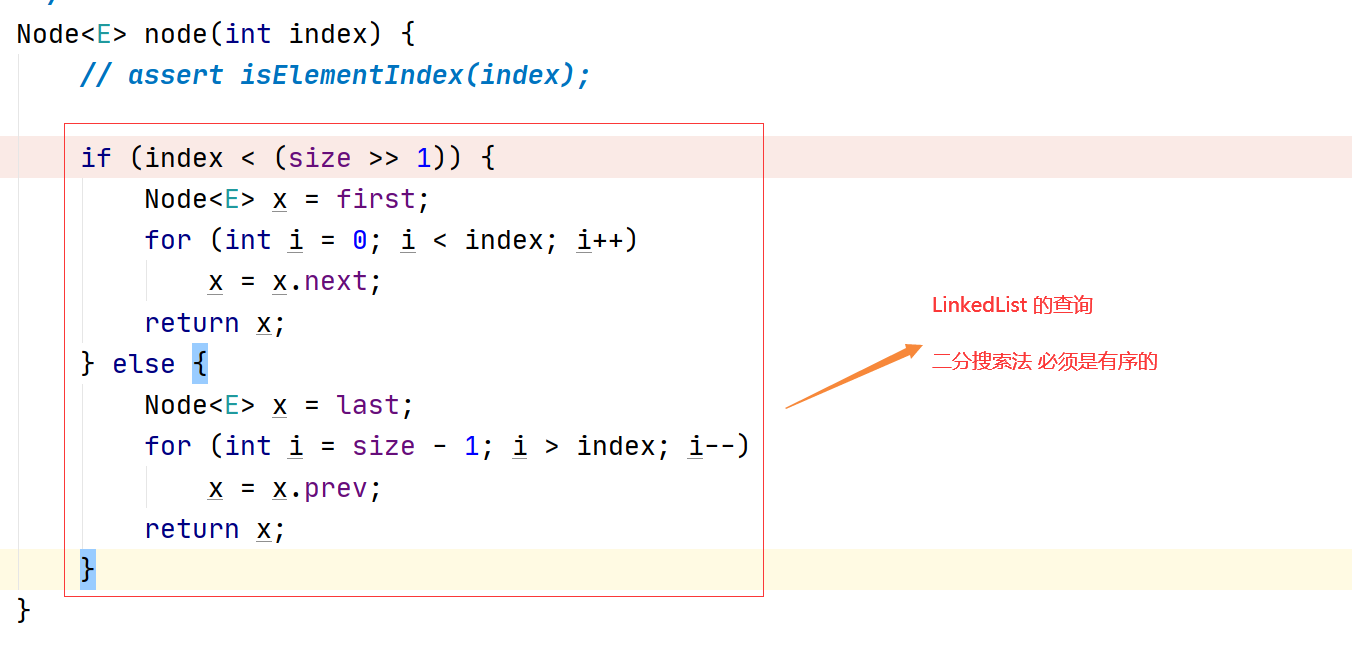 Node<E> node(int index) {
// assert isElementIndex(index);
if (index < (size >> 1)) {
Node<E> x = first;
for (int i = 0; i < index; i++)
x = x.next;
return x;
} else {
Node<E> x = last;
for (int i = size - 1; i > index; i--)
x = x.prev;
return x;
}
}
LinkedList 的查询
二分搜索法 必须是有序的